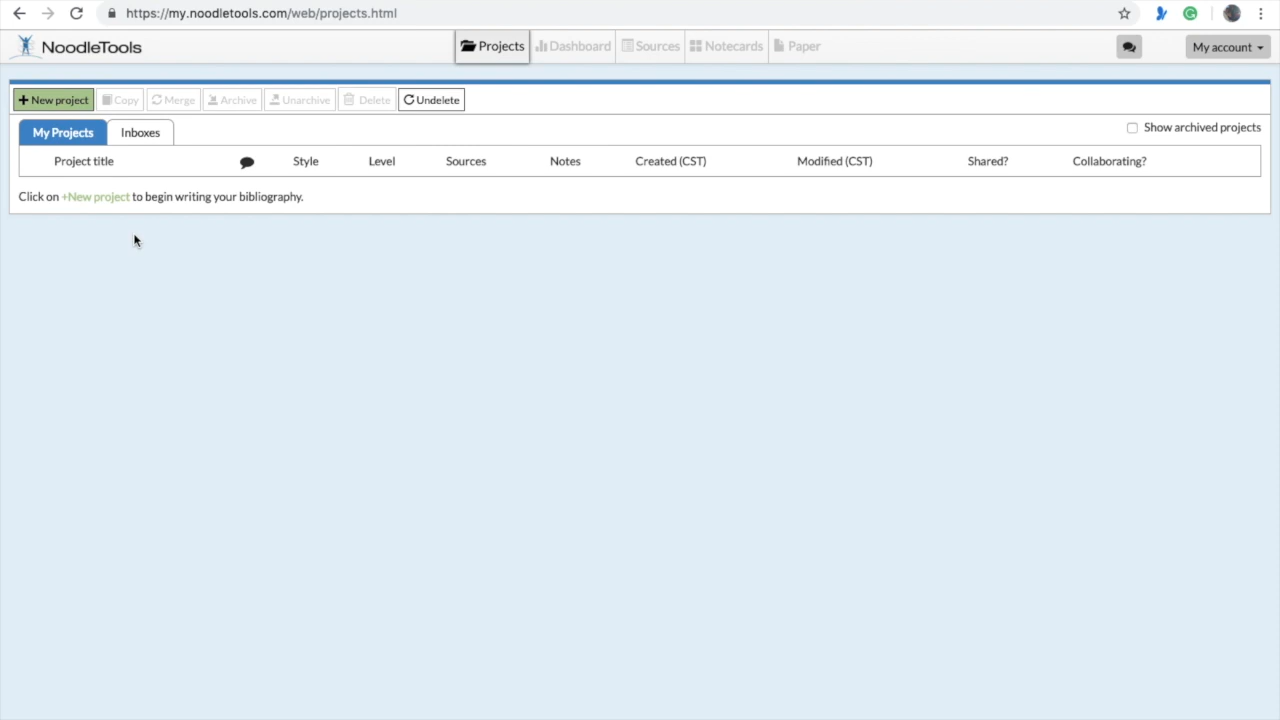 https://my.noodletools.com/web/projects.html
NoodleTools
Projects Dashboard Sources Notecards Paper
My account
New project Copy Merge Archive Unarchive Delete Undelete
My Projects Inboxes Show archived projects
Project title Style Level Sources Notes Created (CST) Modified (CST) Shared? Collaborating?
Click on +New project to begin writing your bibliography.